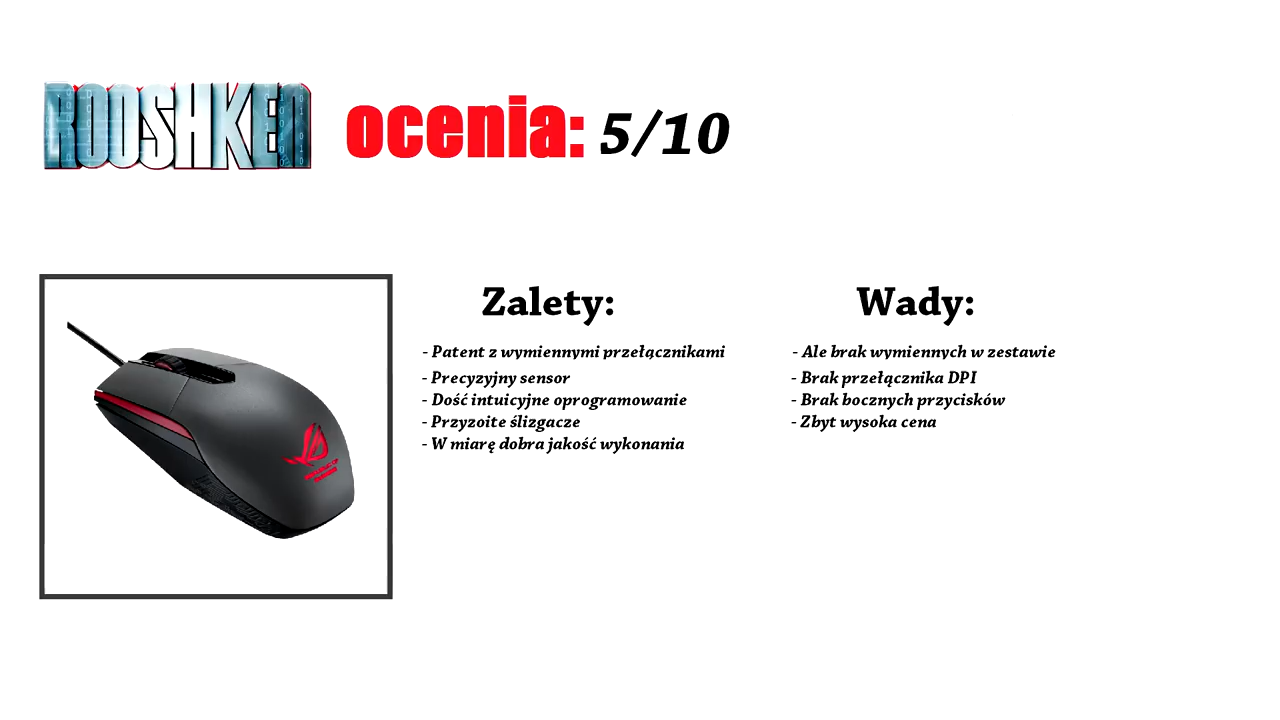 ROOSHKEN ocenia: 5/10
Zalety:
- Patent z wymiennymi przełącznikami
- Precyzyjny sensor
- Dość intuicyjne oprogramowanie
- Przyzoite ślizgacze
- W miarę dobra jakość wykonania
Wady:
- Ale brak wymiennych w zestawie
- Brak przełącznika DPI
- Brak bocznych przycisków
- Zbyt wysoka cena